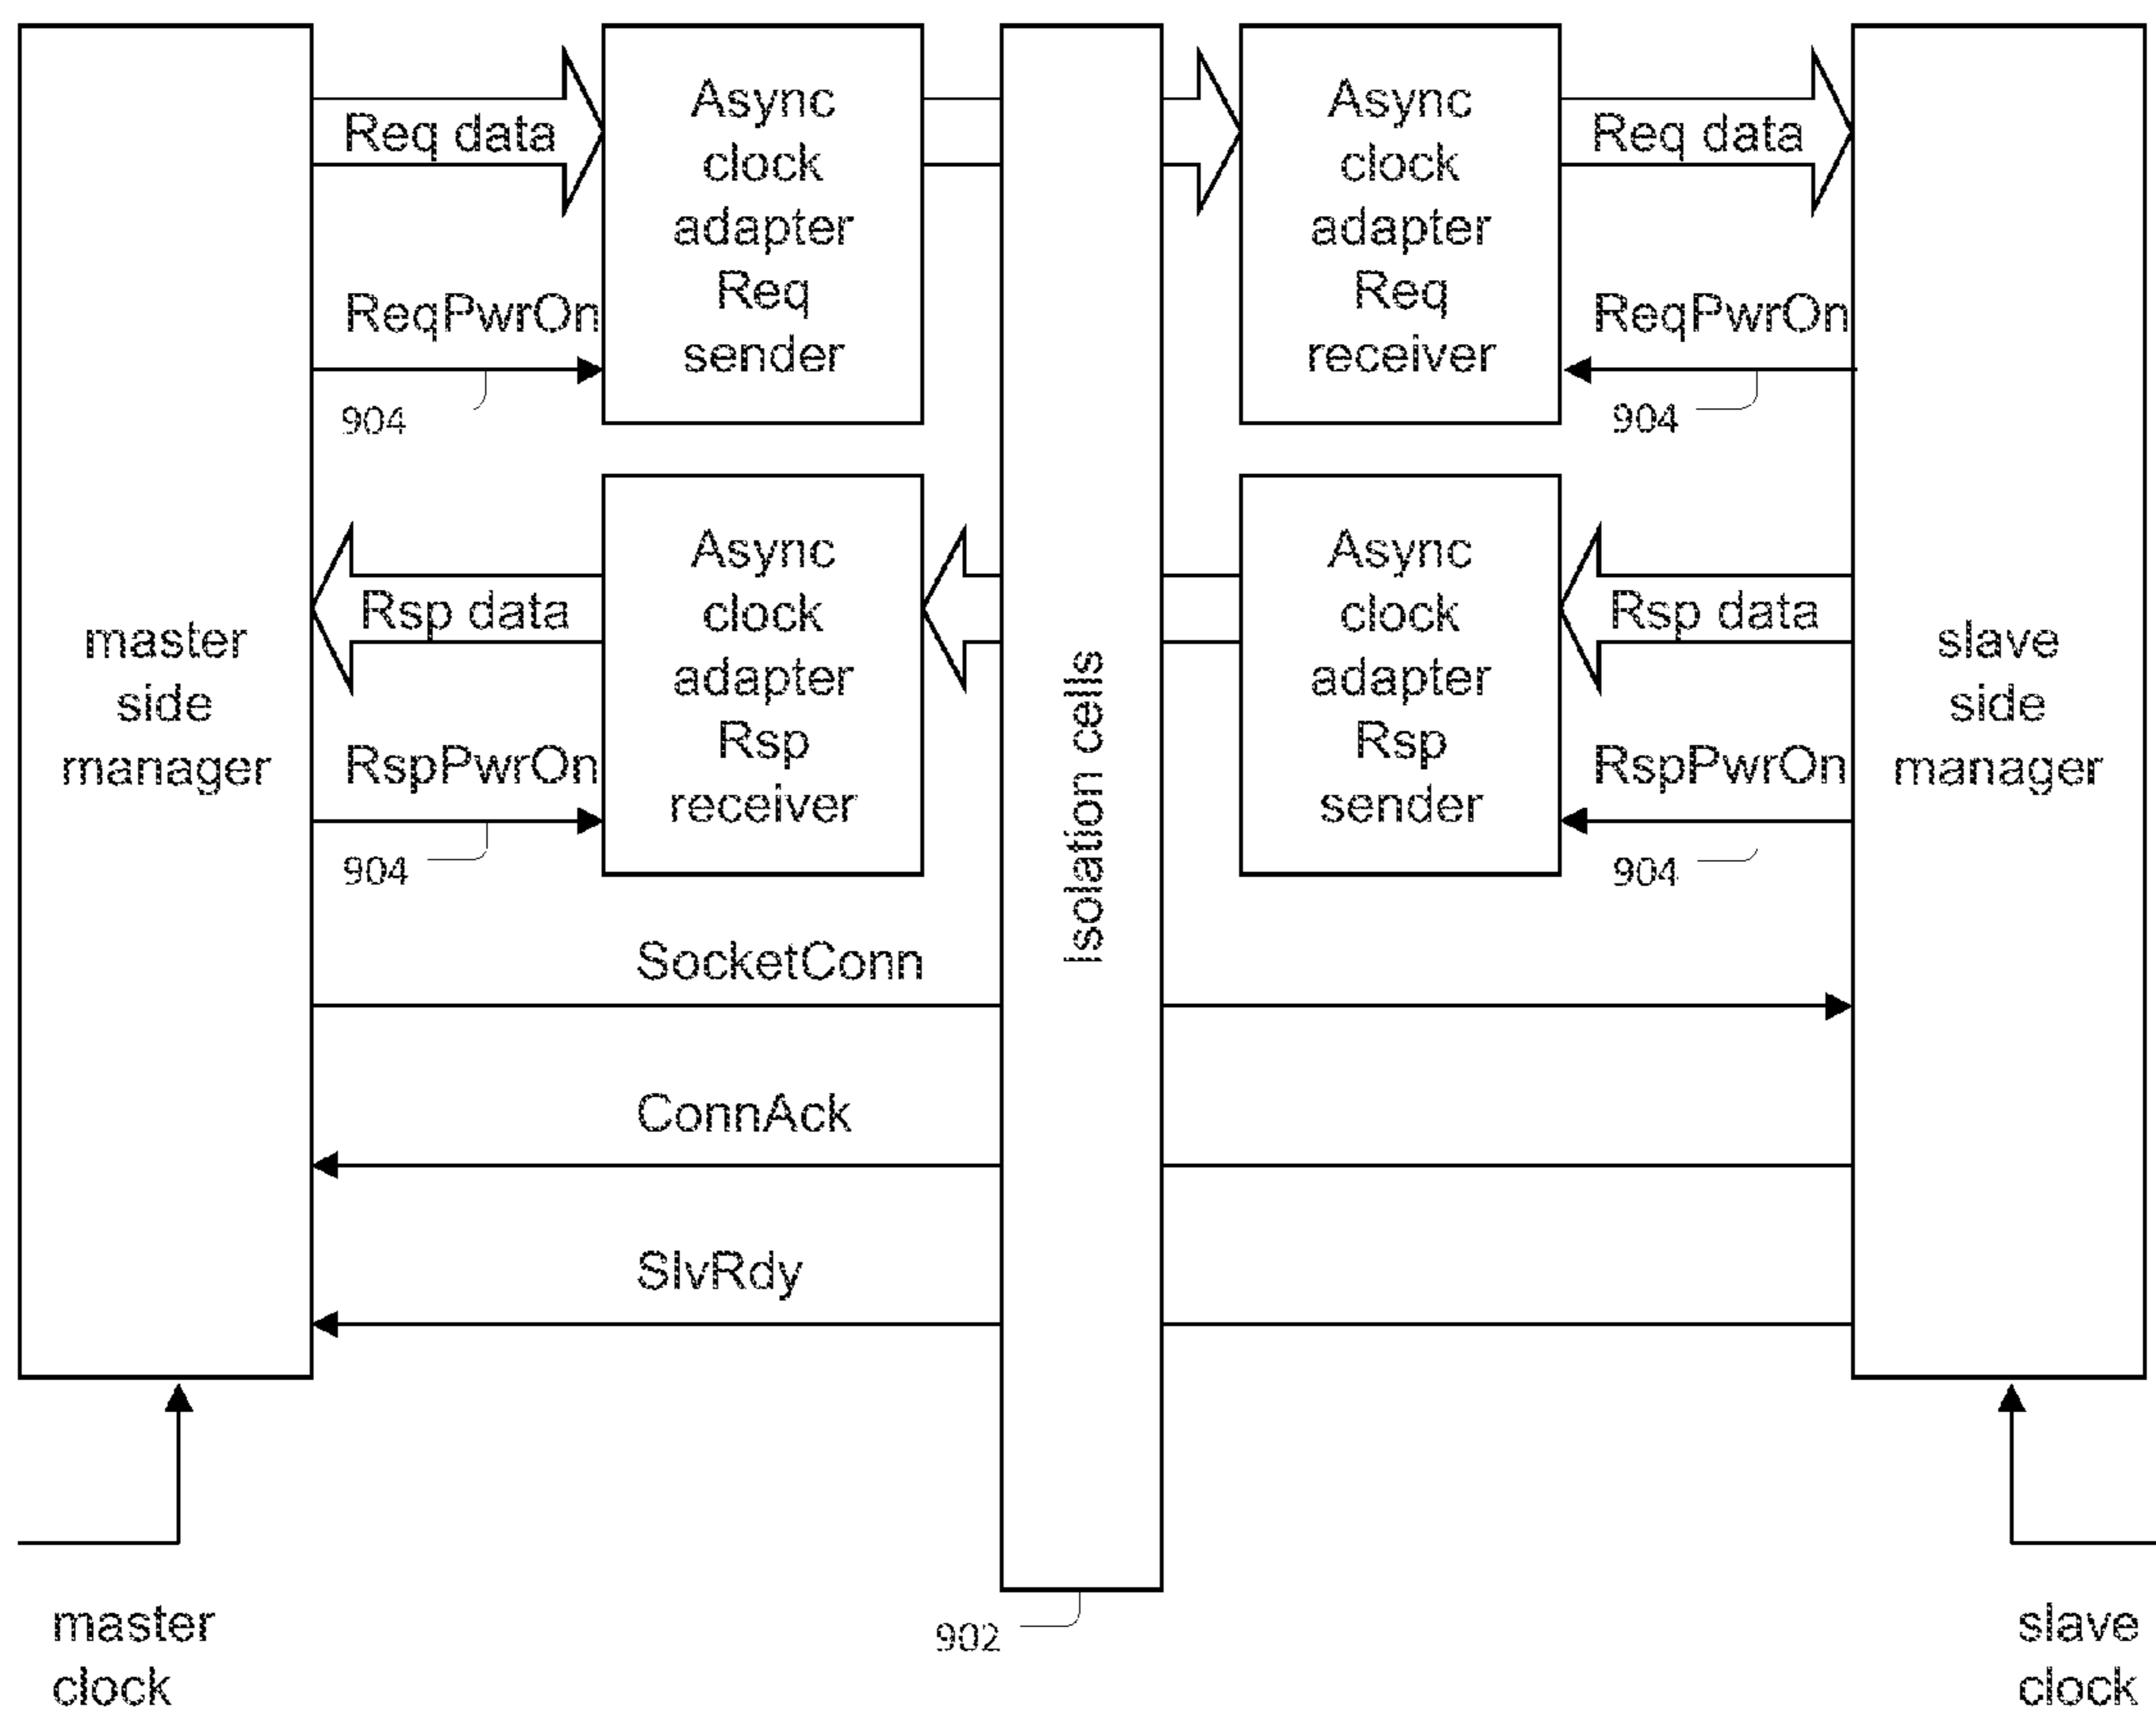 Req data
Async
clock
adapter
Req
sender
Async
clock
adapter
Req
receiver
Req data
ReqPwrOn
904
ReqPwrOn
904
master
side
manager
Rsp data
Async
clock
adapter
Rsp
receiver
Isolation cells
Async
clock
adapter
Rsp
sender
Rsp data
slave
side
manager
RspPwrOn
904
RspPwrOn
904
SocketConn
ConnAck
SlvRdy
902
master
clock
slave
clock